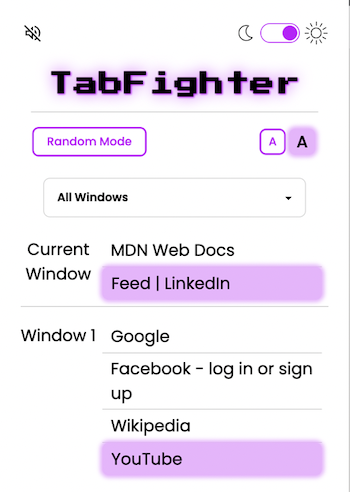 TabFighter
Random Mode
A A
All Windows
Current
Window
MDN Web Docs
Feed | LinkedIn
Window 1
Google
Facebook - log in or sign
up
Wikipedia
YouTube